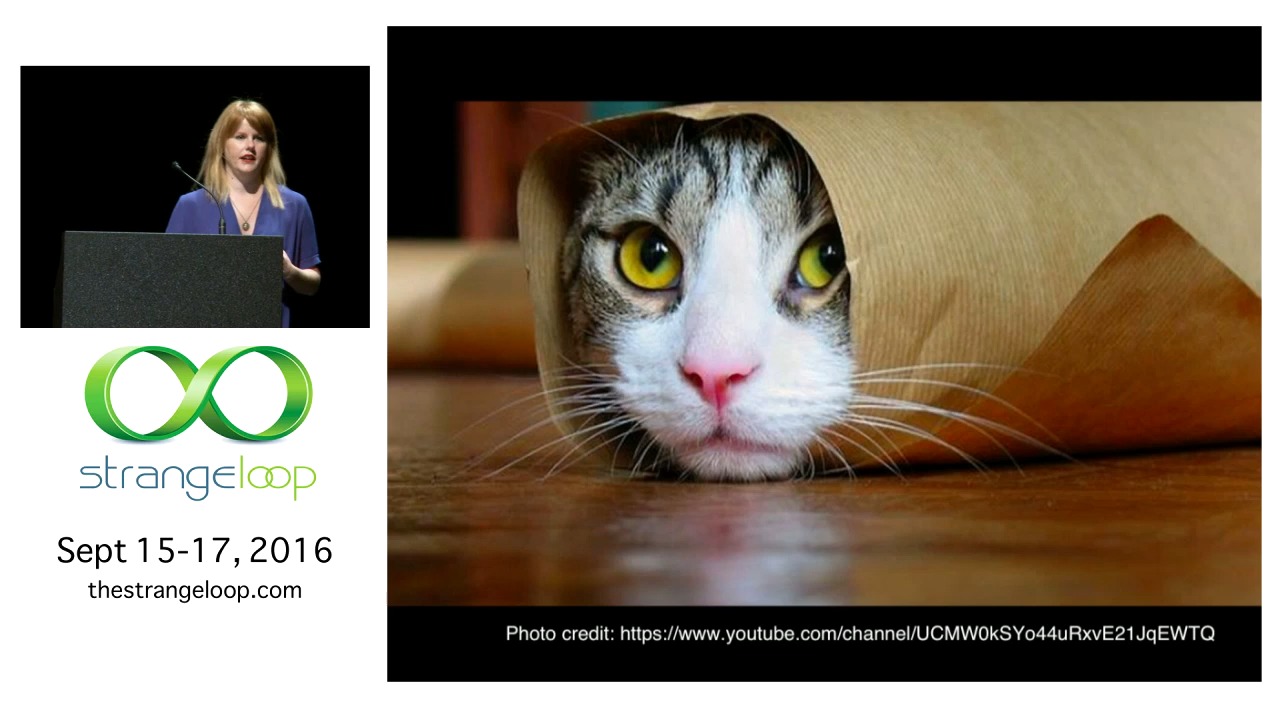 strangeloop
Sept 15-17, 2016
thestrangeloop.com
Photo credit: https://www.youtube.com/channel/UCMW0kSYo44uRxvE21JqEWTQ